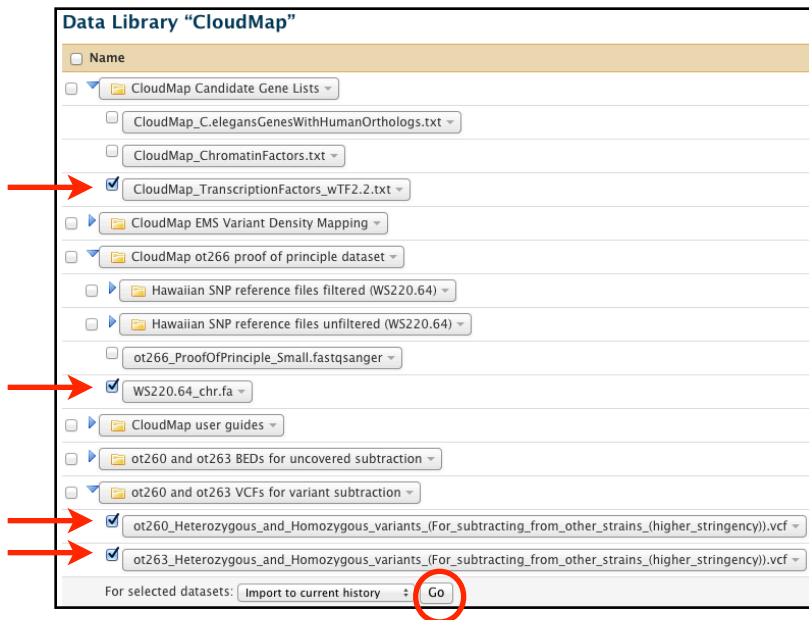 Data Library “CloudMap”
Name
CloudMap Candidate Gene Lists
CloudMap_C.elegansGenesWithHumanOrthologs.txt
CloudMap_ChromatinFactors.txt
CloudMap_TranscriptionFactors_wTF2.2.txt
CloudMap EMS Variant Density Mapping
CloudMap ot266 proof of principle dataset
Hawaiian SNP reference files filtered (WS220.64)
Hawaiian SNP reference files unfiltered (WS220.64)
ot266_ProofOfPrinciple_Small.fastqsanger
WS220.64_chr.fa
CloudMap user guides
ot260 and ot263 BEDs for uncovered subtraction
ot260 and ot263 VCFs for variant subtraction
ot260_Heterozygous_and_Homozygous_variants_(For_subtracting_from_other_strains_(higher_stringency)).vcf
ot263_Heterozygous_and_Homozygous_variants_(For_subtracting_from_other_strains_(higher_stringency)).vcf
For selected datasets: Import to current history Go